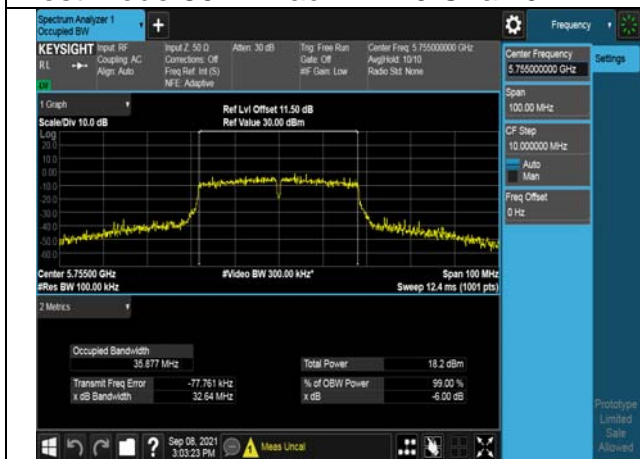 Spectrum Analyzer 1
Occupied BW
+
Frequency
KEYSIGHT
RL
Input: RF
Coupling: AC
Align: Auto
Input Z: 50 Ω
Corrections: Off
Freq Ref: Int (S)
NFE: Adaptive
Atten: 30 dB
Trig: Free Run
Gate: Off
#IF Gain: Low
Center Freq: 5.755000000 GHz
Avg|Hold: 10/10
Radio Std: None
Center Frequency
5.755000000 GHz
Settings
Span
100.00 MHz
CF Step
10.000000 MHz
Auto
Man
Freq Offset
0 Hz
1 Graph
Scale/Div 10.0 dB
Ref Lvl Offset 11.50 dB
Ref Value 30.00 dBm
Log
20.0
10.0
0.00
-10.0
-20.0
-30.0
-40.0
-50.0
-60.0
Center 5.75500 GHz
#Res BW 100.00 kHz
#Video BW 300.00 kHz*
Span 100 MHz
Sweep 12.4 ms (1001 pts)
2 Metrics
Occupied Bandwidth
35.877 MHz
Total Power 18.2 dBm
Transmit Freq Error -77.761 kHz
% of OBW Power 99.00 %
x dB Bandwidth 32.64 MHz
x dB -6.00 dB
Prototype
Limited
Sale
Allowed
?
Sep 08, 2021
3:03:23 PM
Meas Uncal